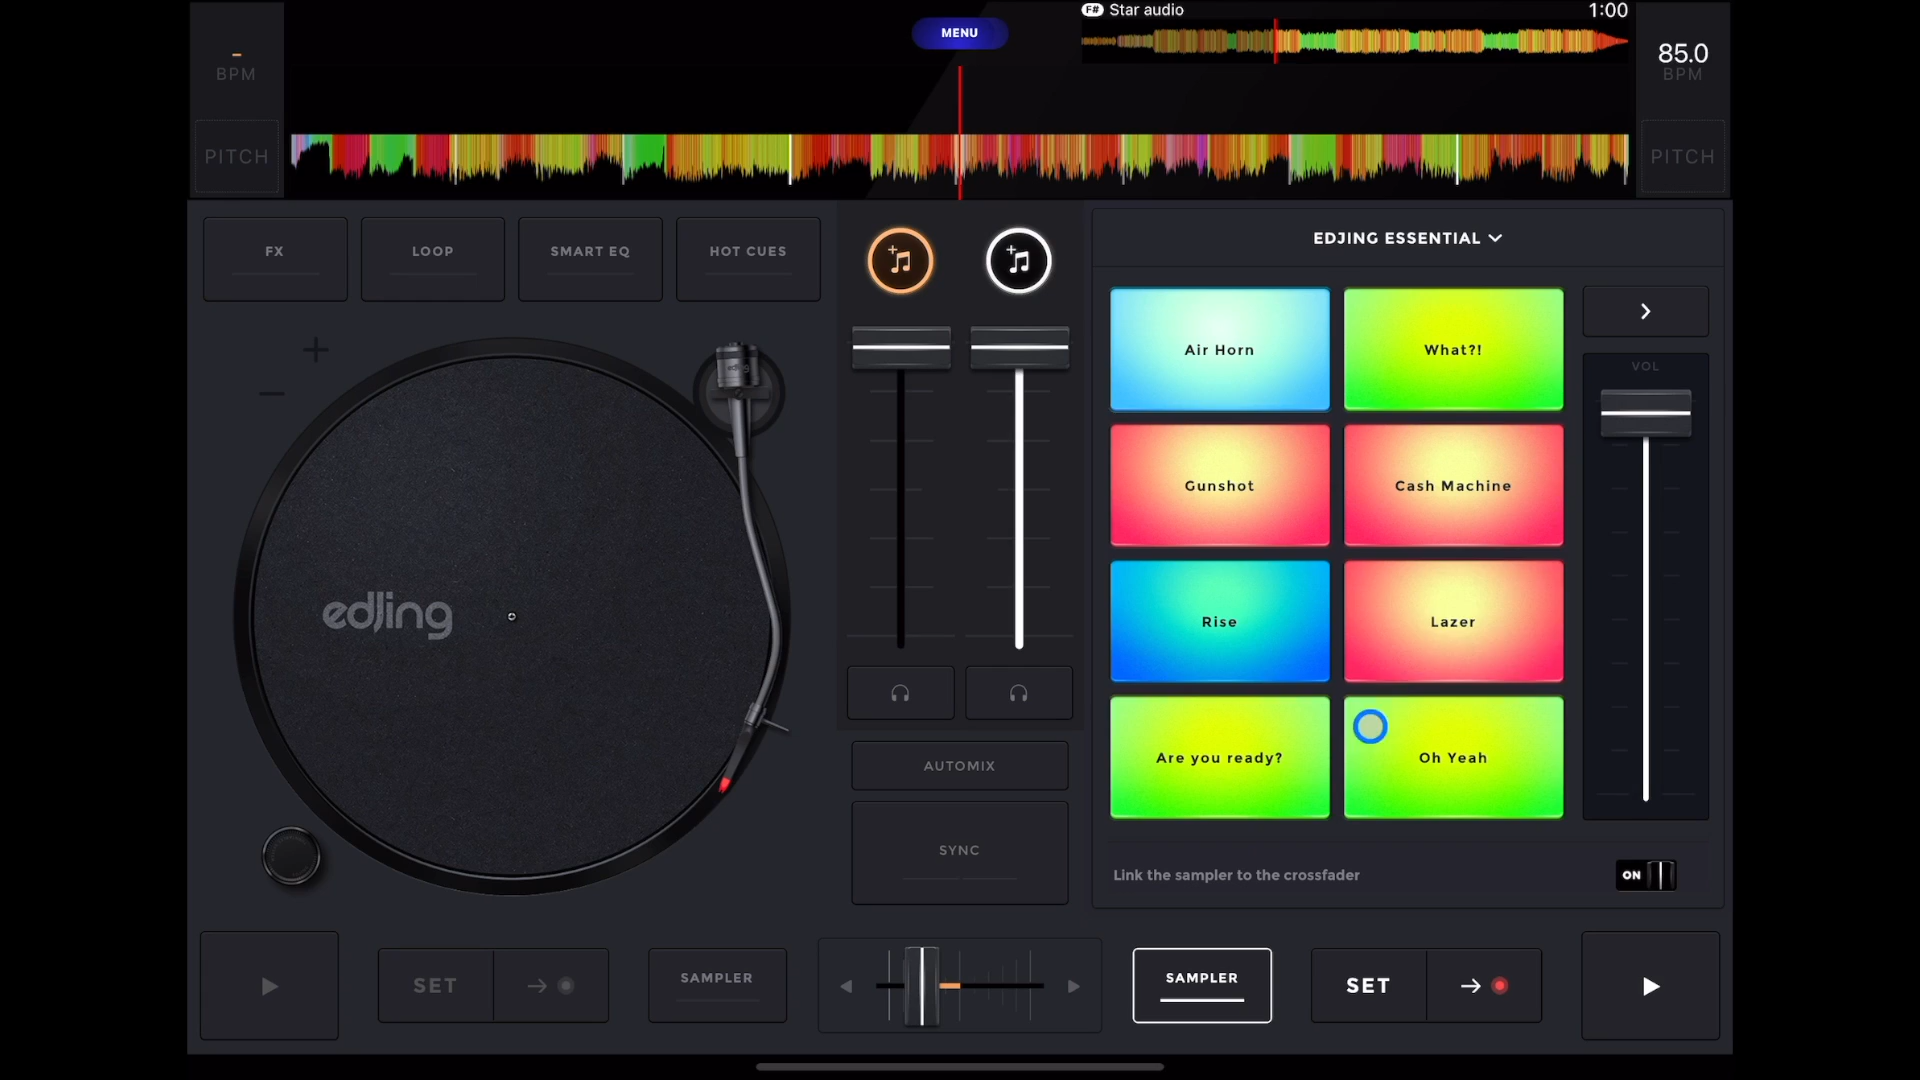 -
BPM
PITCH
MENU
F# Star audio
1:00
85.0
BPM
PITCH
FX
LOOP
SMART EQ
HOT CUES
EDJING ESSENTIAL
Air Horn
What?!
VOL
Gunshot
Cash Machine
Rise
Lazer
Are you ready?
Oh Yeah
edjing
AUTOMIX
SYNC
Link the sampler to the crossfader
ON
SET
SAMPLER
SAMPLER
SET